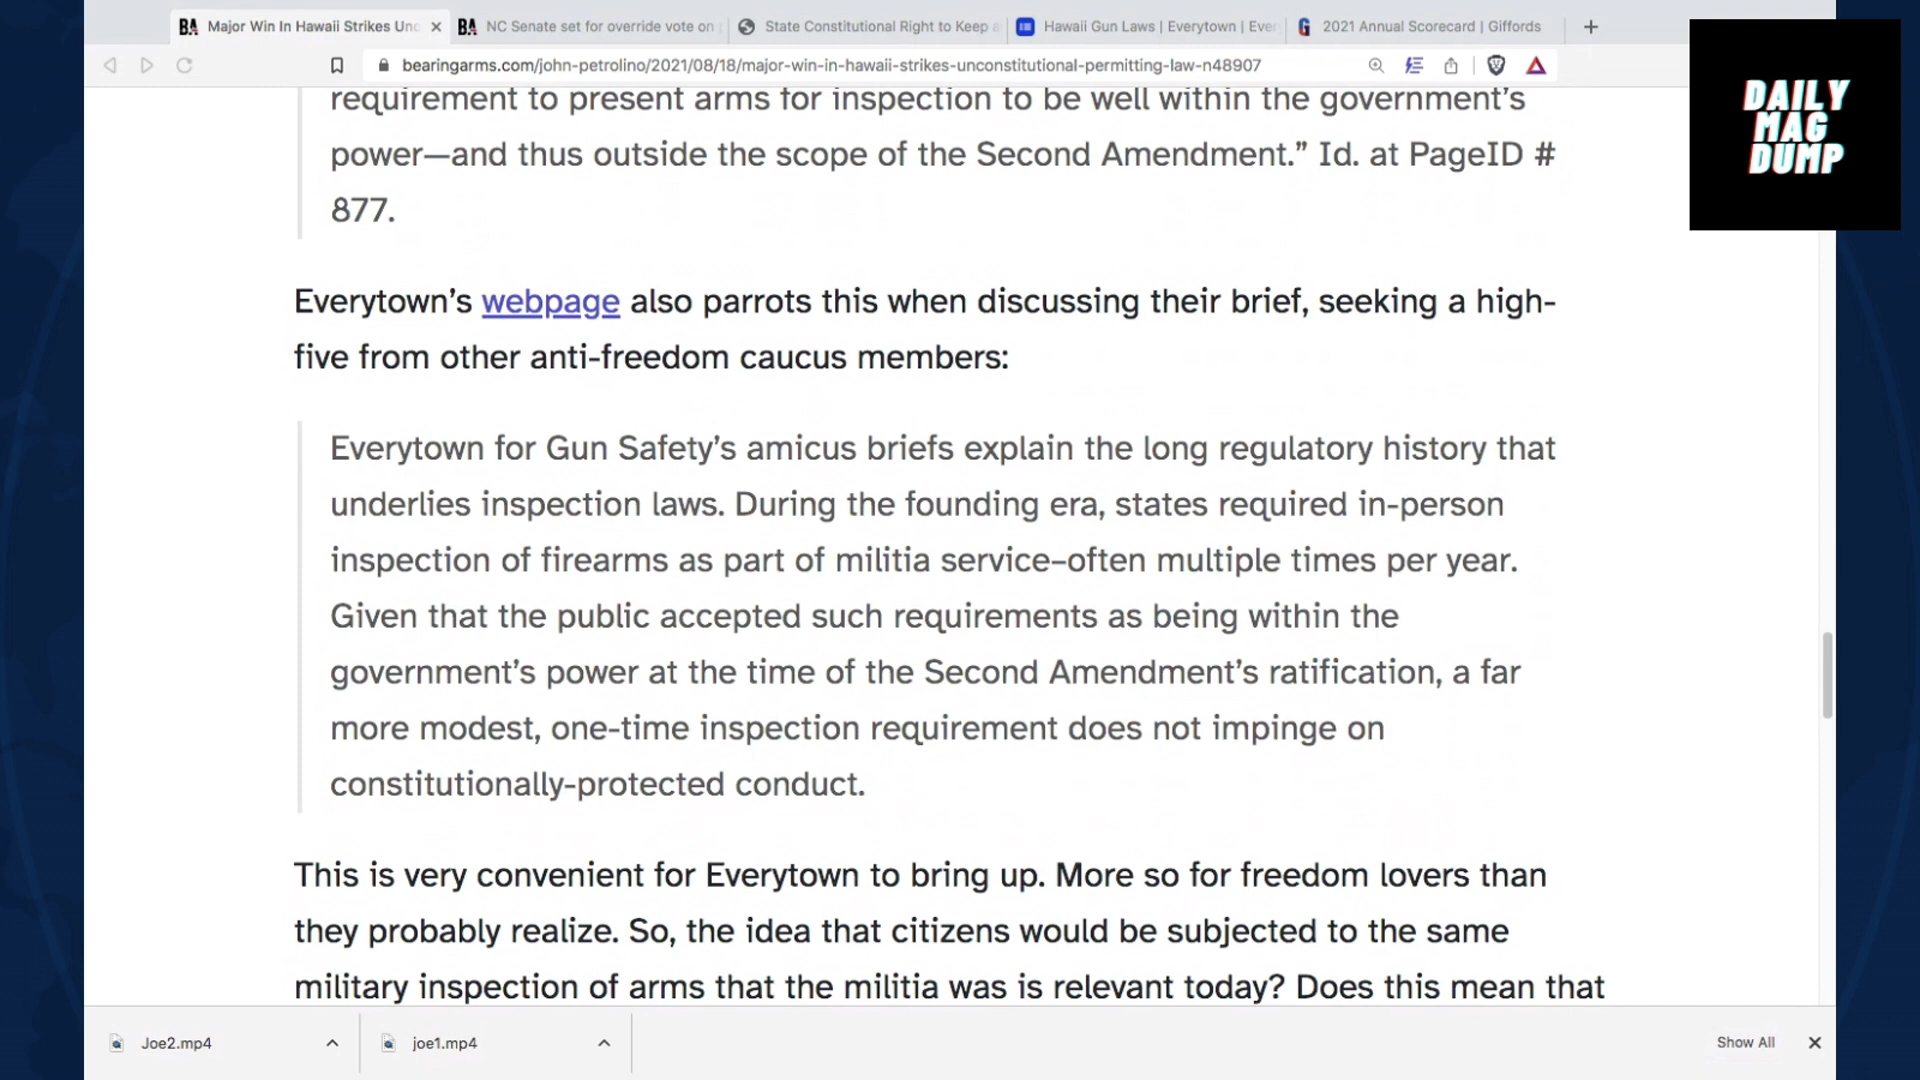 Major Win In Hawaii Strikes Unc
NC Senate set for override vote on
State Constitutional Right to Keep a
Hawaii Gun Laws | Everytown | Ever
2021 Annual Scorecard | Giffords
bearingarms.com/john-petrolino/2021/08/18/major-win-in-hawaii-strikes-unconstitutional-permitting-law-n48907
DAILY
MAG
DUMP
requirement to present arms for inspection to be well within the government’s
power—and thus outside the scope of the Second Amendment.” Id. at PageID #
877.
Everytown’s webpage also parrots this when discussing their brief, seeking a high-
five from other anti-freedom caucus members:
Everytown for Gun Safety’s amicus briefs explain the long regulatory history that
underlies inspection laws. During the founding era, states required in-person
inspection of firearms as part of militia service–often multiple times per year.
Given that the public accepted such requirements as being within the
government’s power at the time of the Second Amendment’s ratification, a far
more modest, one-time inspection requirement does not impinge on
constitutionally-protected conduct.
This is very convenient for Everytown to bring up. More so for freedom lovers than
they probably realize. So, the idea that citizens would be subjected to the same
military inspection of arms that the militia was is relevant today? Does this mean that
Joe2.mp4
joe1.mp4
Show All